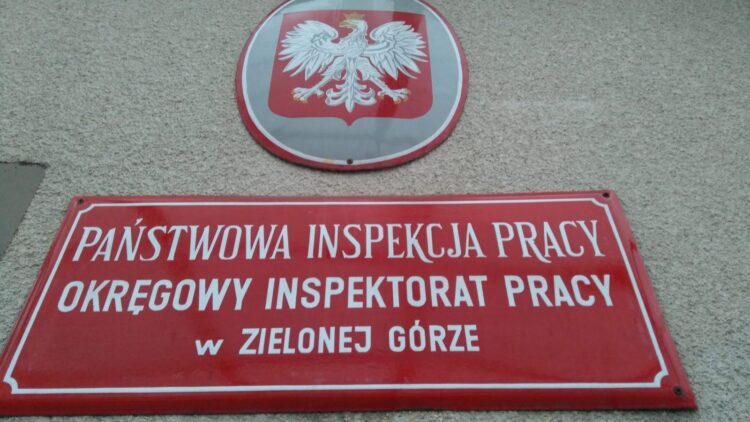 PAŃSTWOWA INSPEKCJA PRACY
OKRĘGOWY INSPEKTORAT PRACY
w ZIELONEJ GÓRZE